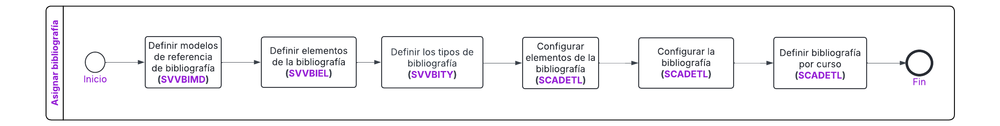 Asignar bibliografía
Inicio
Definir modelos
de referencia
de bibliografía
(SVVBIMD)
Definir elementos
de la bibliografía
(SVVBIEL)
Definir los tipos de
bibliografía
(SVVBITY)
Configurar
elementos de la
bibliografía
(SCADETL)
Configurar la
bibliografía
(SCADETL)
Definir bibliografía
por curso
(SCADETL)
Fin